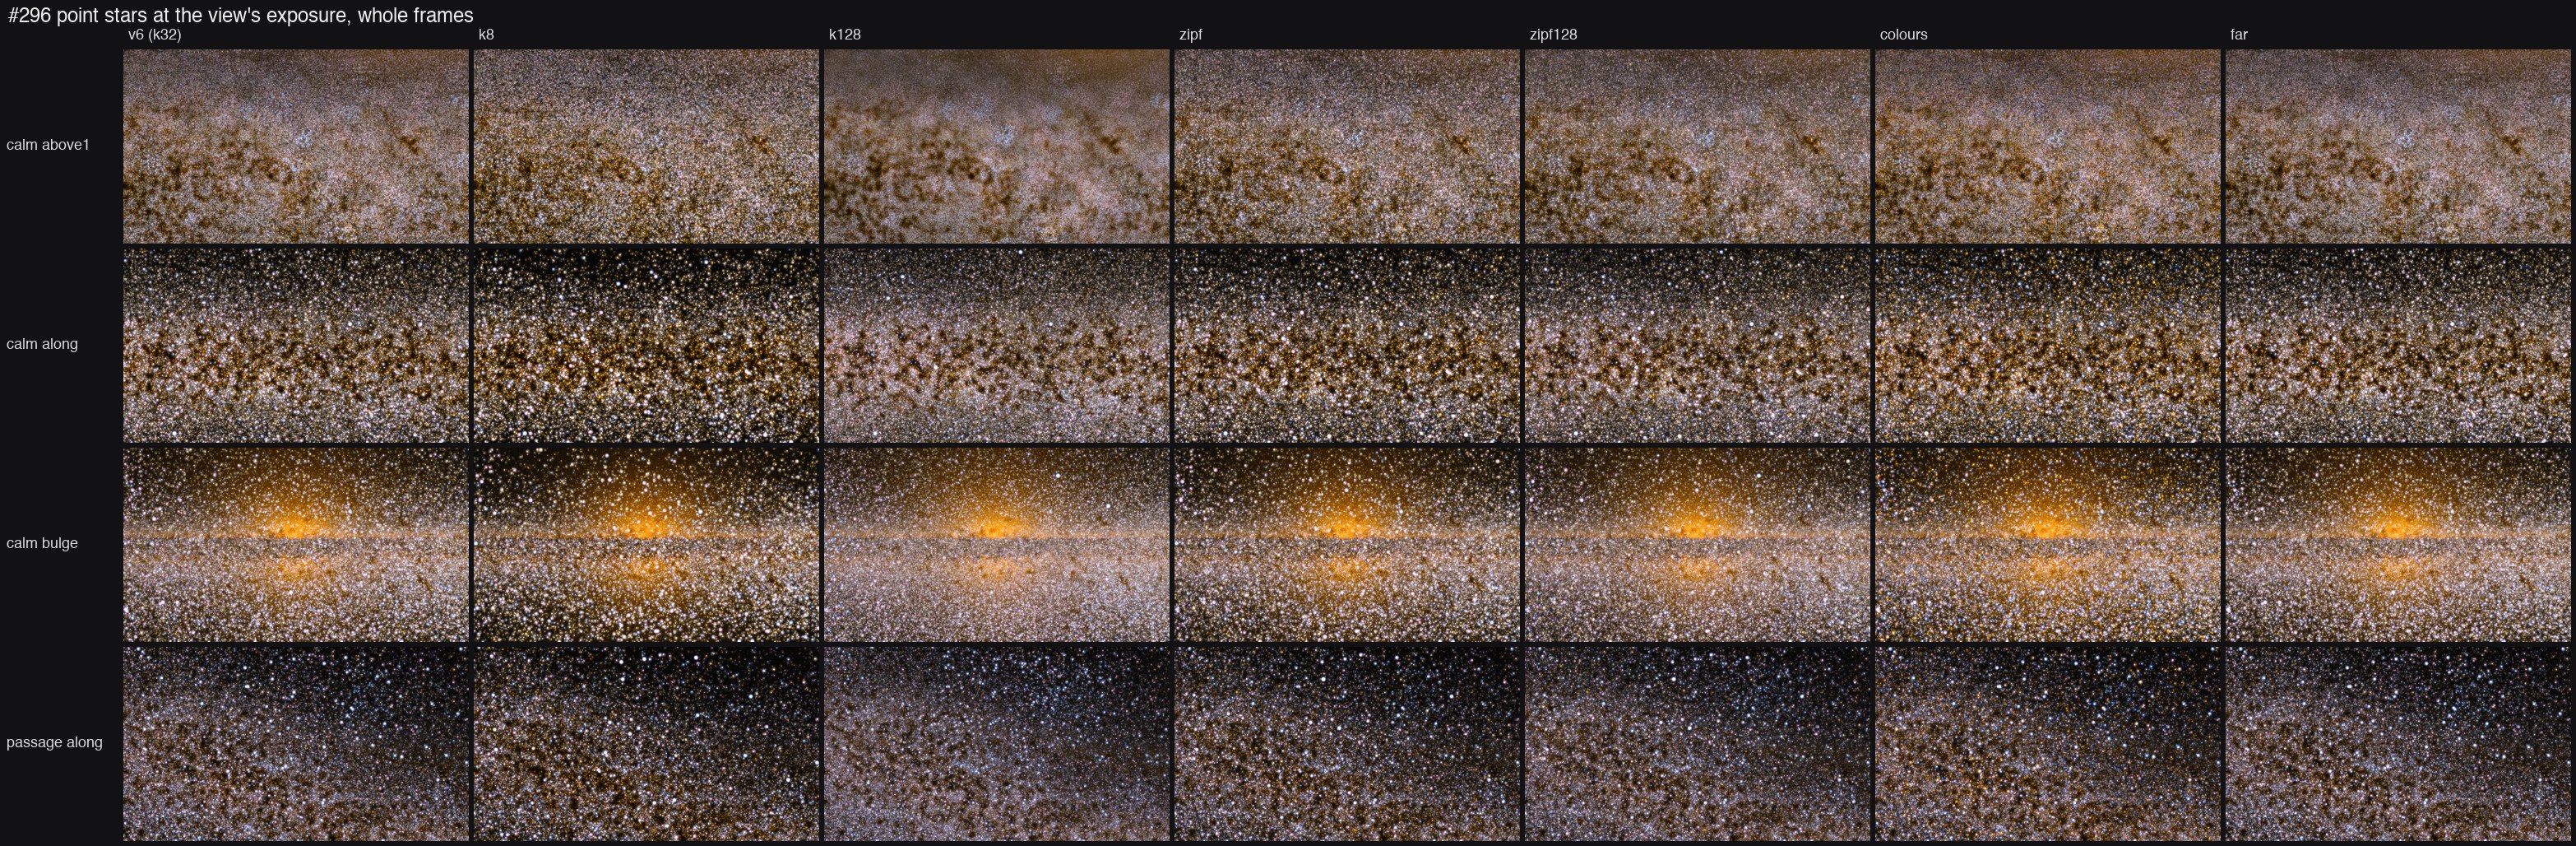 #296 point stars at the view's exposure, whole frames
v6 (k32) k8 k128 zipf zipf128 colours far
calm above1
calm along
calm bulge
passage along